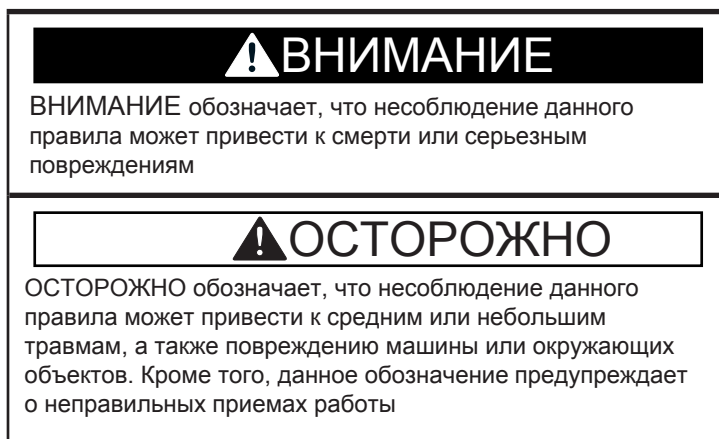 ВНИМАНИЕ
ВНИМАНИЕ обозначает, что несоблюдение данного
правила может привести к смерти или серьезным
повреждениям
ОСТОРОЖНО
ОСТОРОЖНО обозначает, что несоблюдение данного
правила может привести к средним или небольшим
травмам, а также повреждению машины или окружающих
объектов. Кроме того, данное обозначение предупреждает
о неправильных приемах работы